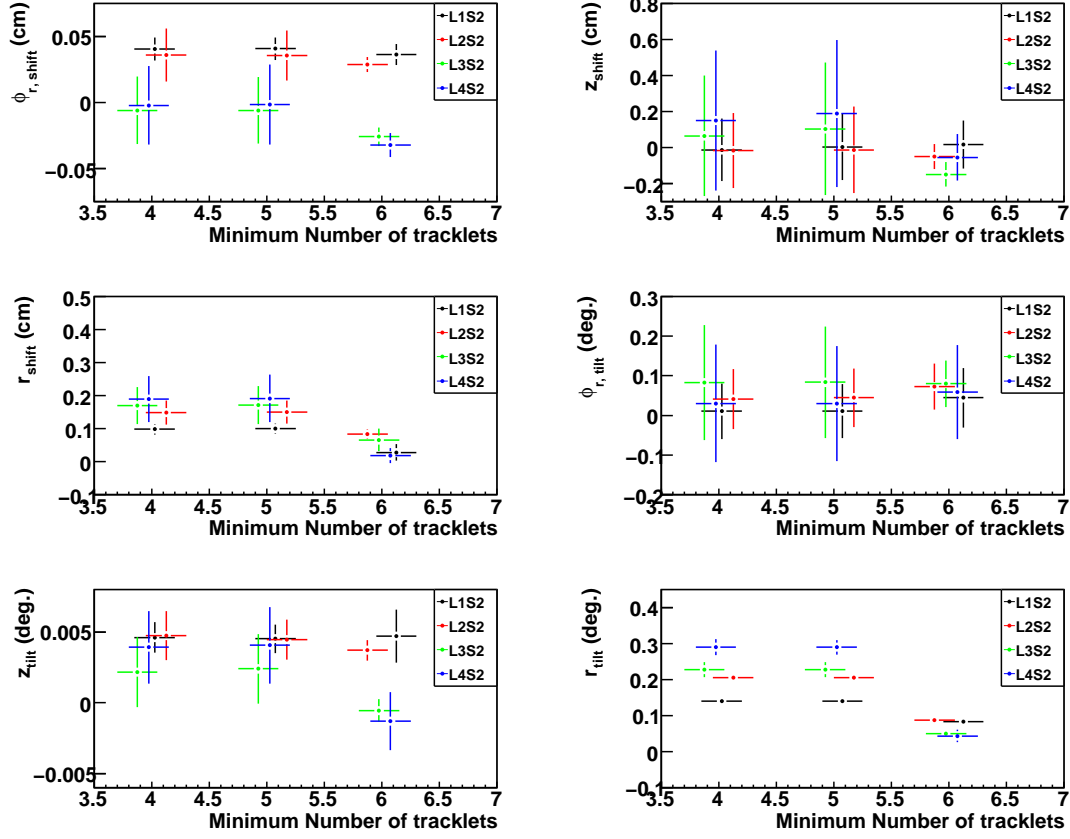 ϕr, shift (cm)
0.05
0
−0.05
3.5 4 4.5 5 5.5 6 6.5 7
Minimum Number of tracklets
L1S2
L2S2
L3S2
L4S2
zshift (cm)
0.8
0.6
0.4
0.2
0
−0.2
3.5 4 4.5 5 5.5 6 6.5 7
Minimum Number of tracklets
L1S2
L2S2
L3S2
L4S2
rshift (cm)
0.5
0.4
0.3
0.2
0.1
0
−0.1
3.5 4 4.5 5 5.5 6 6.5 7
Minimum Number of tracklets
L1S2
L2S2
L3S2
L4S2
ϕr, tilt (deg.)
0.3
0.2
0.1
0
−0.1
−0.2
3.5 4 4.5 5 5.5 6 6.5 7
Minimum Number of tracklets
L1S2
L2S2
L3S2
L4S2
ztilt (deg.)
0.005
0
−0.005
3.5 4 4.5 5 5.5 6 6.5 7
Minimum Number of tracklets
L1S2
L2S2
L3S2
L4S2
rtilt (deg.)
0.4
0.3
0.2
0.1
0
−0.1
3.5 4 4.5 5 5.5 6 6.5 7
Minimum Number of tracklets
L1S2
L2S2
L3S2
L4S2